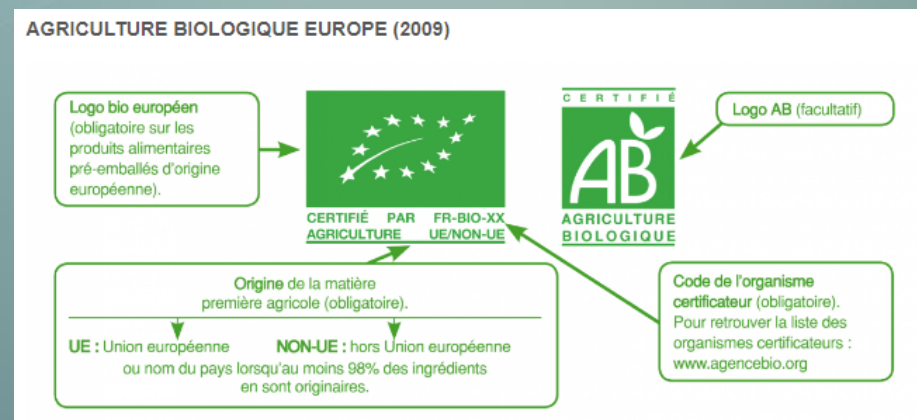 AGRICULTURE BIOLOGIQUE EUROPE (2009)
Logo bio européen
(obligatoire sur les
produits alimentaires
pré-emballés d'origine
européenne).
CERTIFIÉ PAR FR-BIO-XX
AGRICULTURE UE/NON-UE
CERTIFIÉ
AB
AGRICULTURE
BIOLOGIQUE
Logo AB (facultatif)
Origine de la matière
première agricole (obligatoire).
UE : Union européenne NON-UE : hors Union européenne
ou nom du pays lorsqu'au moins 98% des ingrédients
en sont originaires.
Code de l'organisme
certificateur (obligatoire).
Pour retrouver la liste des
organismes certificateurs :
www.agencebio.org